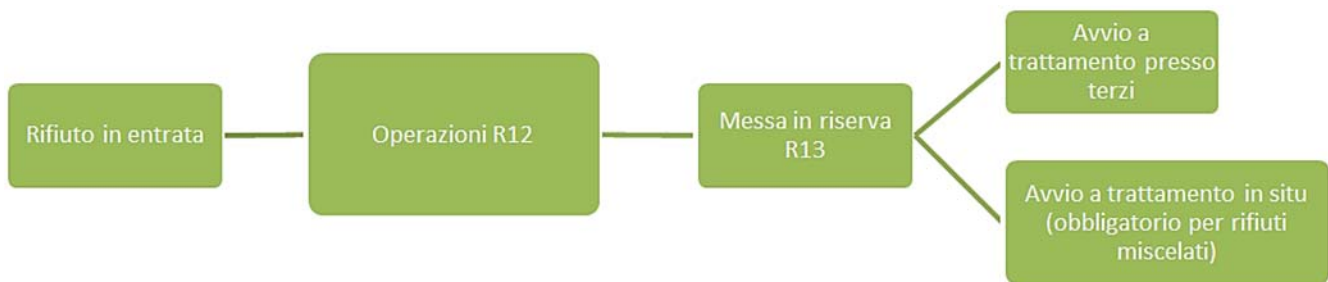 Rifiuto in entrata
Operazioni R12
Messa in riserva
R13
Avvio a
trattamento presso
terzi
Avvio a trattamento in situ
(obbligatorio per rifiuti
miscelati)